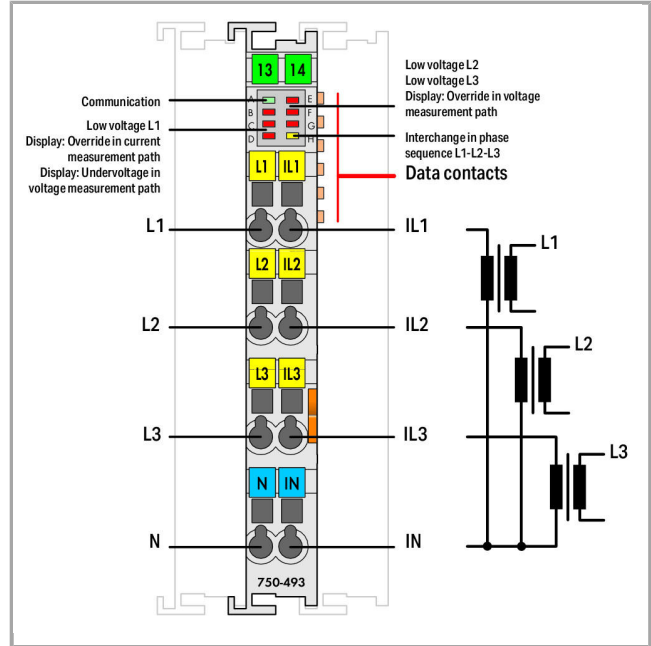 13 14
Communication
Low voltage L1
Display: Override in current
measurement path
Display: Undervoltage in
voltage measurement path
A
B
C
D
E
F
G
H
Low voltage L2
Low voltage L3
Display: Override in voltage
measurement path
Interchange in phase
sequence L1-L2-L3
Data contacts
L1 IL1
L1 IL1
L1
L2 IL2
L2 IL2
L2
L3 IL3
L3 IL3
L3
N IN
N IN
750-493